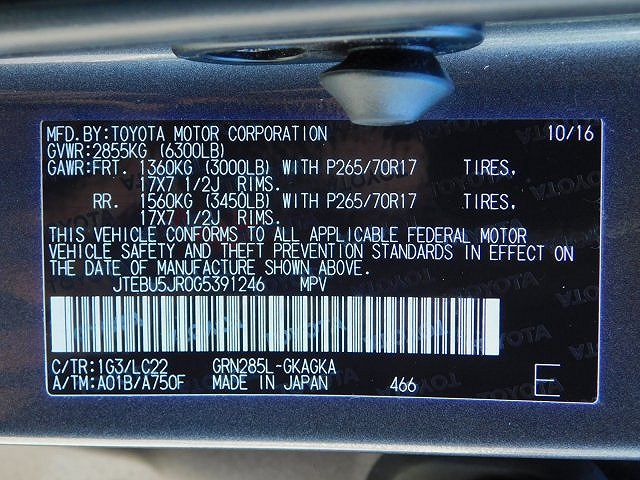 MFD.BY:TOYOTA MOTOR CORPORATION 10/16
GVWR:2855KG (6300LB)
GAWR:FRT. 1360KG (3000LB) WITH P265/70R17 TIRES,
17X7 1/2J RIMS.
RR. 1560KG (3450LB) WITH P265/70R17 TIRES,
17X7 1/2J RIMS.
THIS VEHICLE CONFORMS TO ALL APPLICABLE FEDERAL MOTOR
VEHICLE SAFETY AND THEFT PREVENTION STANDARDS IN EFFECT ON
THE DATE OF MANUFACTURE SHOWN ABOVE.
JTEBU5JR0G5391246 MPV
C/TR:1G3/LC22 GRN285L-GKAGKA
A/TM:A01B/A750F MADE IN JAPAN 466 E